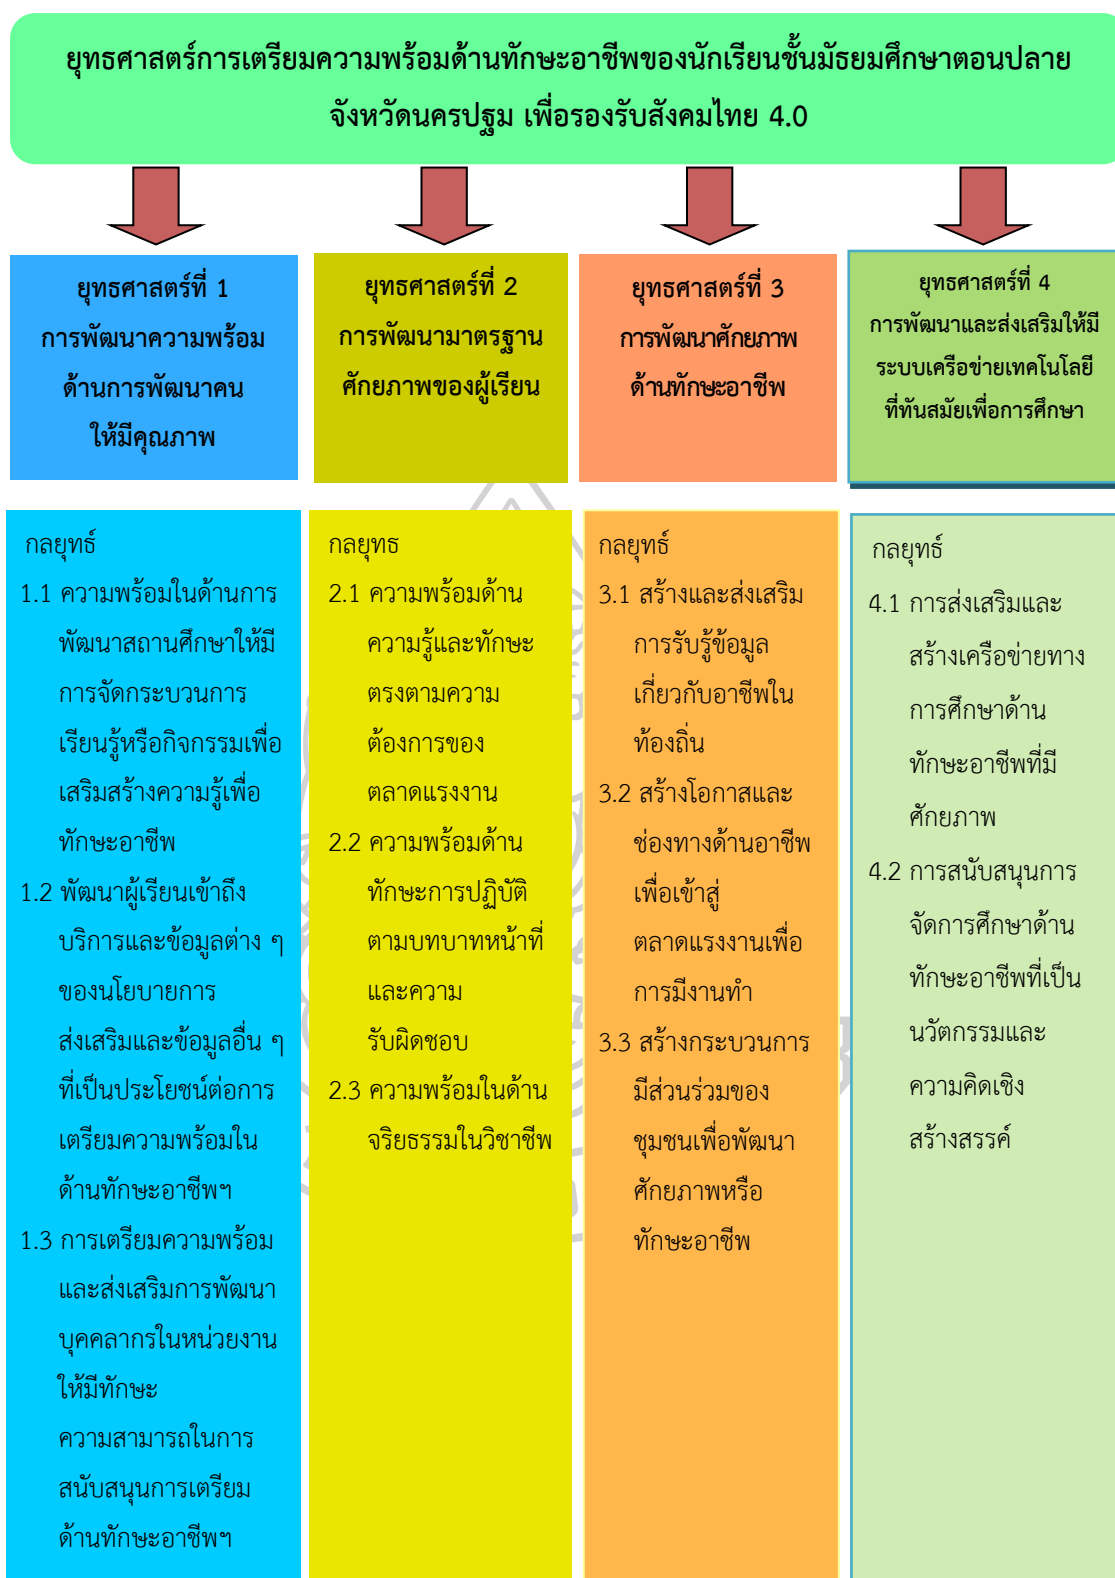 ยุทธศาสตร์การเตรียมความพร้อมด้านทักษะอาชีพของนักเรียนชั้นมัธยมศึกษาตอนปลาย
จังหวัดนครปฐม เพื่อรองรับสังคมไทย 4.0
ยุทธศาสตร์ที่ 1
การพัฒนาความพร้อม
ด้านการพัฒนาคน
ให้มีคุณภาพ
ยุทธศาสตร์ที่ 2
การพัฒนามาตรฐาน
ศักยภาพของผู้เรียน
ยุทธศาสตร์ที่ 3
การพัฒนาศักยภาพ
ด้านทักษะอาชีพ
ยุทธศาสตร์ที่ 4
การพัฒนาและส่งเสริมให้มี
ระบบเครือข่ายเทคโนโลยี
ที่ทันสมัยเพื่อการศึกษา
กลยุทธ์
1.1 ความพร้อมในด้านการ
พัฒนาสถานศึกษาให้มี
การจัดกระบวนการ
เรียนรู้หรือกิจกรรมเพื่อ
เสริมสร้างความรู้เพื่อ
ทักษะอาชีพ
1.2 พัฒนาผู้เรียนเข้าถึง
บริการและข้อมูลต่าง ๆ
ของนโยบายการ
ส่งเสริมและข้อมูลอื่น ๆ
ที่เป็นประโยชน์ต่อการ
เตรียมความพร้อมใน
ด้านทักษะอาชีพฯ
1.3 การเตรียมความพร้อม
และส่งเสริมการพัฒนา
บุคคลากรในหน่วยงาน
ให้มีทักษะ
ความสามารถในการ
สนับสนุนการเตรียม
ด้านทักษะอาชีพฯ
กลยุทธ
2.1 ความพร้อมด้าน
ความรู้และทักษะ
ตรงตามความ
ต้องการของ
ตลาดแรงงาน
2.2 ความพร้อมด้าน
ทักษะการปฏิบัติ
ตามบทบาทหน้าที่
และความ
รับผิดชอบ
2.3 ความพร้อมในด้าน
จริยธรรมในวิชาชีพ
กลยุทธ์
3.1 สร้างและส่งเสริม
การรับรู้ข้อมูล
เกี่ยวกับอาชีพใน
ท้องถิ่น
3.2 สร้างโอกาสและ
ช่องทางด้านอาชีพ
เพื่อเข้าสู่
ตลาดแรงงานเพื่อ
การมีงานทำ
3.3 สร้างกระบวนการ
มีส่วนร่วมของ
ชุมชนเพื่อพัฒนา
ศักยภาพหรือ
ทักษะอาชีพ
กลยุทธ์
4.1 การส่งเสริมและ
สร้างเครือข่ายทาง
การศึกษาด้าน
ทักษะอาชีพที่มี
ศักยภาพ
4.2 การสนับสนุนการ
จัดการศึกษาด้าน
ทักษะอาชีพที่เป็น
นวัตกรรมและ
ความคิดเชิง
สร้างสรรค์